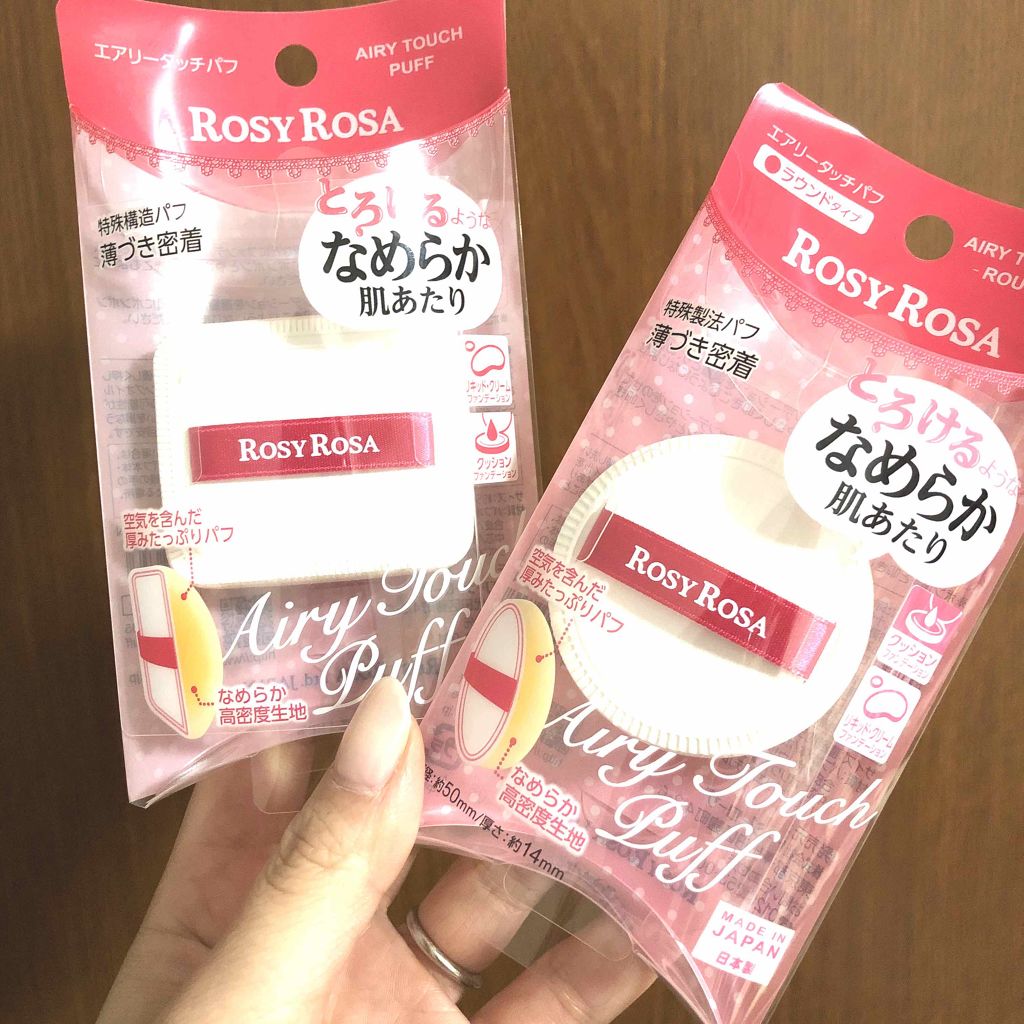 エアリータッチパフ
AIRY TOUCH
PUFF
ROSY ROSA
特殊構造パフ
薄づき密着
とろけるような
なめらか
肌あたり
リキッド・クリーム
ファンデーション
クッション
ファンデーション
ROSY ROSA
空気を含んだ
厚みたっぷりパフ
Airy Touc
Puff
なめらか
高密度生地
エアリータッチパフ
ラウンドタイプ
AIRY T
- ROU
ROSY ROSA
特殊製法パフ
薄づき密着
とろけるような
なめらか
肌あたり
ROSY ROSA
空気を含んだ
厚みたっぷりパフ
クッション
ファンデーション
リキッド・クリーム
ファンデーション
Airy Touch
Puff
なめらか
高密度生地
径:約50mm/厚さ:約14mm
MADE IN
JAPAN
日本製